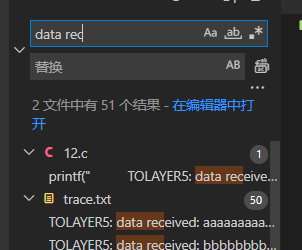 data rec
Aa ab .*
替换
AB
...
2 文件中有 51 个结果 - 在编辑器中打
开
C 12.c 1
printf(" TOLAYER5: data receive...
trace.txt 50
TOLAYER5: data received: aaaaaaaaa...
TOLAYER5: data received: bbbbbbbbb...